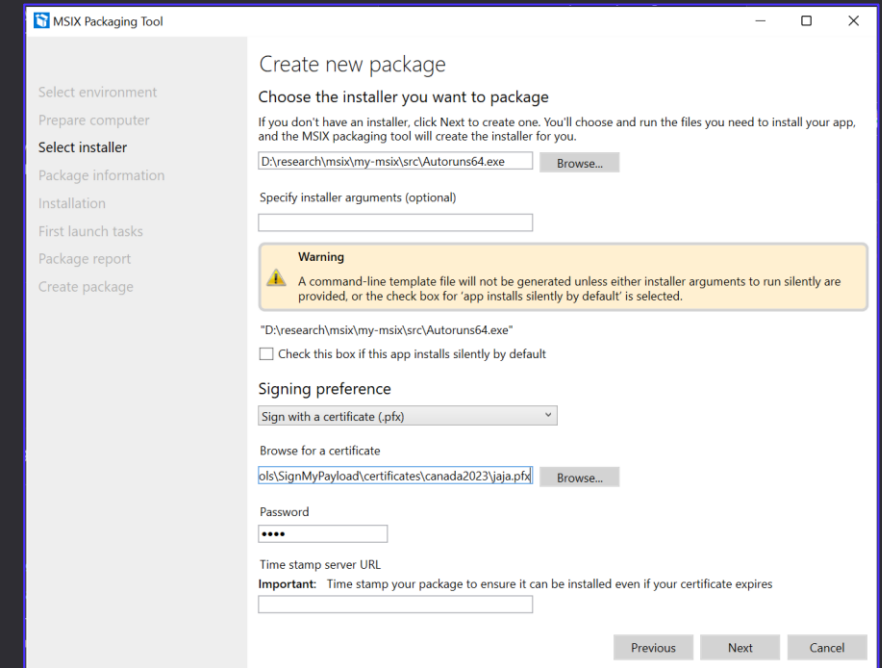 MSIX Packaging Tool
Select environment
Prepare computer
Select installer
Package information
Installation
First launch tasks
Package report
Create package
Create new package
Choose the installer you want to package
If you don't have an installer, click Next to create one. You'll choose and run the files you need to install your app,
and the MSIX packaging tool will create the installer for you.
D:\research\msix\my-msix\src\Autoruns64.exe
Browse...
Specify installer arguments (optional)
Warning
A command-line template file will not be generated unless either installer arguments to run silently are
provided, or the check box for 'app installs silently by default' is selected.
"D:\research\msix\my-msix\src\Autoruns64.exe"
Check this box if this app installs silently by default
Signing preference
Sign with a certificate (.pfx)
Browse for a certificate
ols\SignMyPayload\certificates\canada2023\jaja.pfx
Browse...
Password
••••
Time stamp server URL
Important: Time stamp your package to ensure it can be installed even if your certificate expires
Previous
Next
Cancel